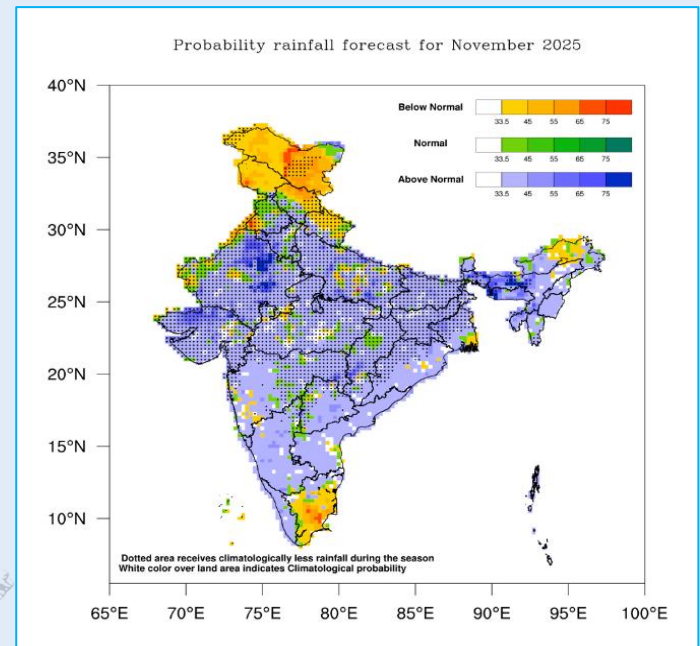 Probability rainfall forecast for November 2025
40°N
35°N
30°N
25°N
20°N
15°N
10°N
Below Normal
33.5 45 55 65 75
Normal
33.5 45 55 65 75
Above Normal
33.5 45 55 65 75
Dotted area receives climatologically less rainfall during the season
White color over land area indicates Climatological probability
65°E 70°E 75°E 80°E 85°E 90°E 95°E 100°E